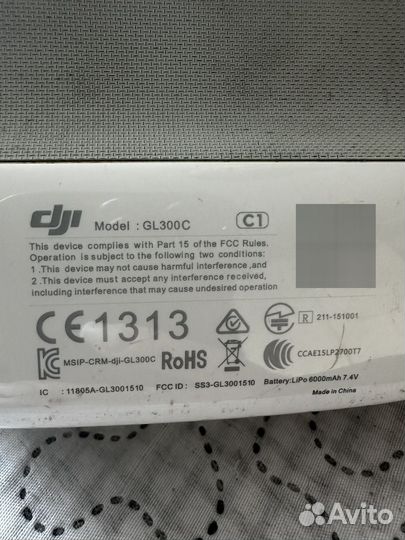 dji Model : GL300C C1
This device complies with Part 15 of the FCC Rules.
Operation is subject to the following two conditions:
1 .This device may not cause harmful interference ,and
2 .This device must accept any interference received,
including interference that may cause undesired operation
CE1313 R 211-151001
MSIP-CRM-dji-GL300C RoHS CCAE15LP2700T7
IC : 11805A-GL3001510 FCC ID : SS3-GL3001510 Battery:LiPo 6000mAh 7.4V
Made in China
Avito